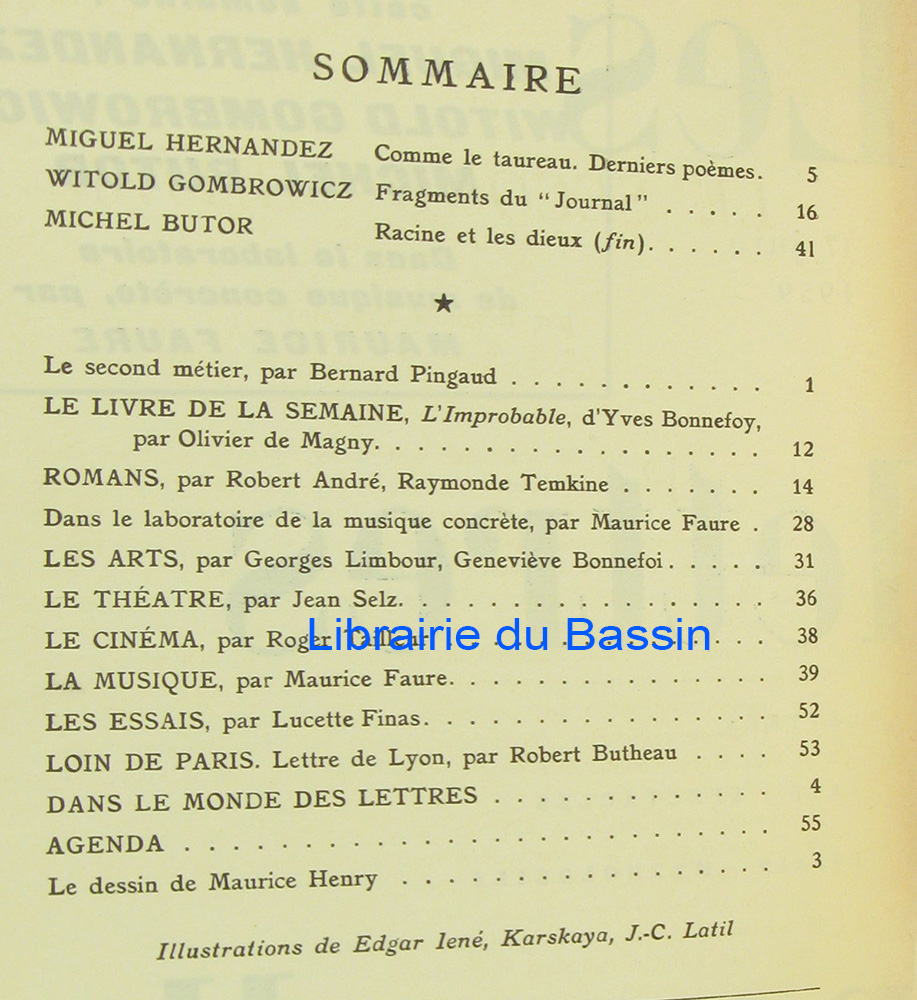 SOMMAIRE
MIGUEL HERNANDEZ Comme le taureau. Derniers poèmes. 5
WITOLD GOMBROWICZ Fragments du "Journal" . . . . . 16
MICHEL BUTOR Racine et les dieux (fin). . . . . . 41
★
Le second métier, par Bernard Pingaud . . . . . . . . . . . . 1
LE LIVRE DE LA SEMAINE, L'Improbable, d'Yves Bonnefoy,
par Olivier de Magny. . . . . . . . . . . . . . . . . . 12
ROMANS, par Robert André, Raymonde Temkine . . . . . . . 14
Dans le laboratoire de la musique concrète, par Maurice Faure . 28
LES ARTS, par Georges Limbour, Geneviève Bonnefoi. . . . . 31
LE THÉATRE, par Jean Selz. . . . . . . . . . . . . . . . . 36
LE CINÉMA, par Roger Tailleur . . . . . . . . . . . . . . . 38
Librairie du Bassin
LA MUSIQUE, par Maurice Faure. . . . . . . . . . . . . . . 39
LES ESSAIS, par Lucette Finas. . . . . . . . . . . . . . . . 52
LOIN DE PARIS. Lettre de Lyon, par Robert Butheau . . . . 53
DANS LE MONDE DES LETTRES . . . . . . . . . . . . . 4
AGENDA . . . . . . . . . . . . . . . . . . . . . . . . . 55
Le dessin de Maurice Henry . . . . . . . . . . . . . . . . . 3
Illustrations de Edgar Iené, Karskaya, J.-C. Latil